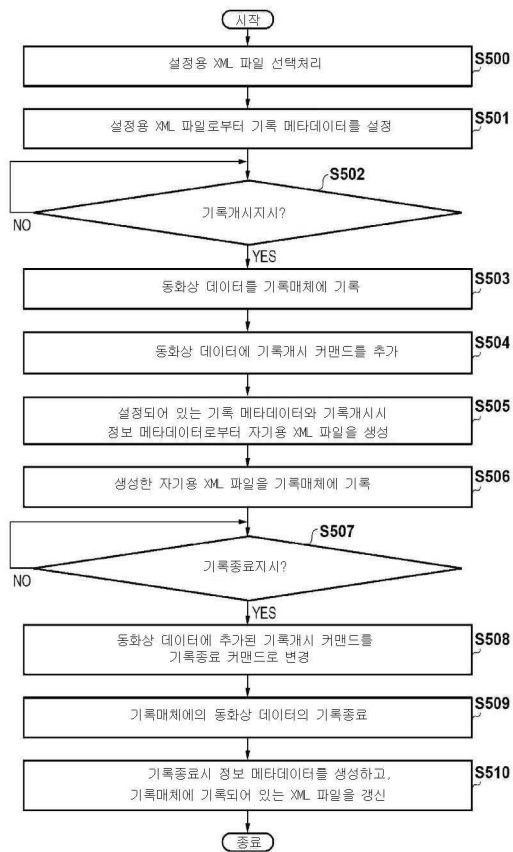 시작
설정용 XML 파일 선택처리
S500
설정용 XML 파일로부터 기록 메타데이터를 설정
S501
S502
기록개시지시?
NO
YES
동화상 데이터를 기록매체에 기록
S503
동화상 데이터에 기록개시 커맨드를 추가
S504
설정되어 있는 기록 메타데이터와 기록개시시
정보 메타데이터로부터 자기용 XML 파일을 생성
S505
생성한 자기용 XML 파일을 기록매체에 기록
S506
S507
기록종료지시?
NO
YES
동화상 데이터에 추가된 기록개시 커맨드를
기록종료 커맨드로 변경
S508
기록매체에의 동화상 데이터의 기록종료
S509
기록종료시 정보 메타데이터를 생성하고,
기록매체에 기록되어 있는 XML 파일을 갱신
S510
종료